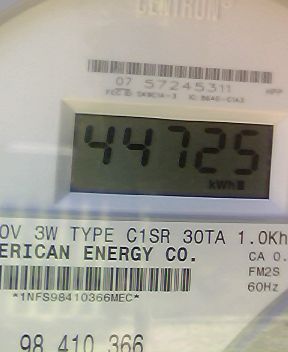 CENTRON®
07 57245311
44725
kWh
0V 3W TYPE C1SR 30TA 1.0Kh
ERICAN ENERGY CO.
CA 0.
FM2S
*1NFS98410366MEC*
60Hz
98 410 366